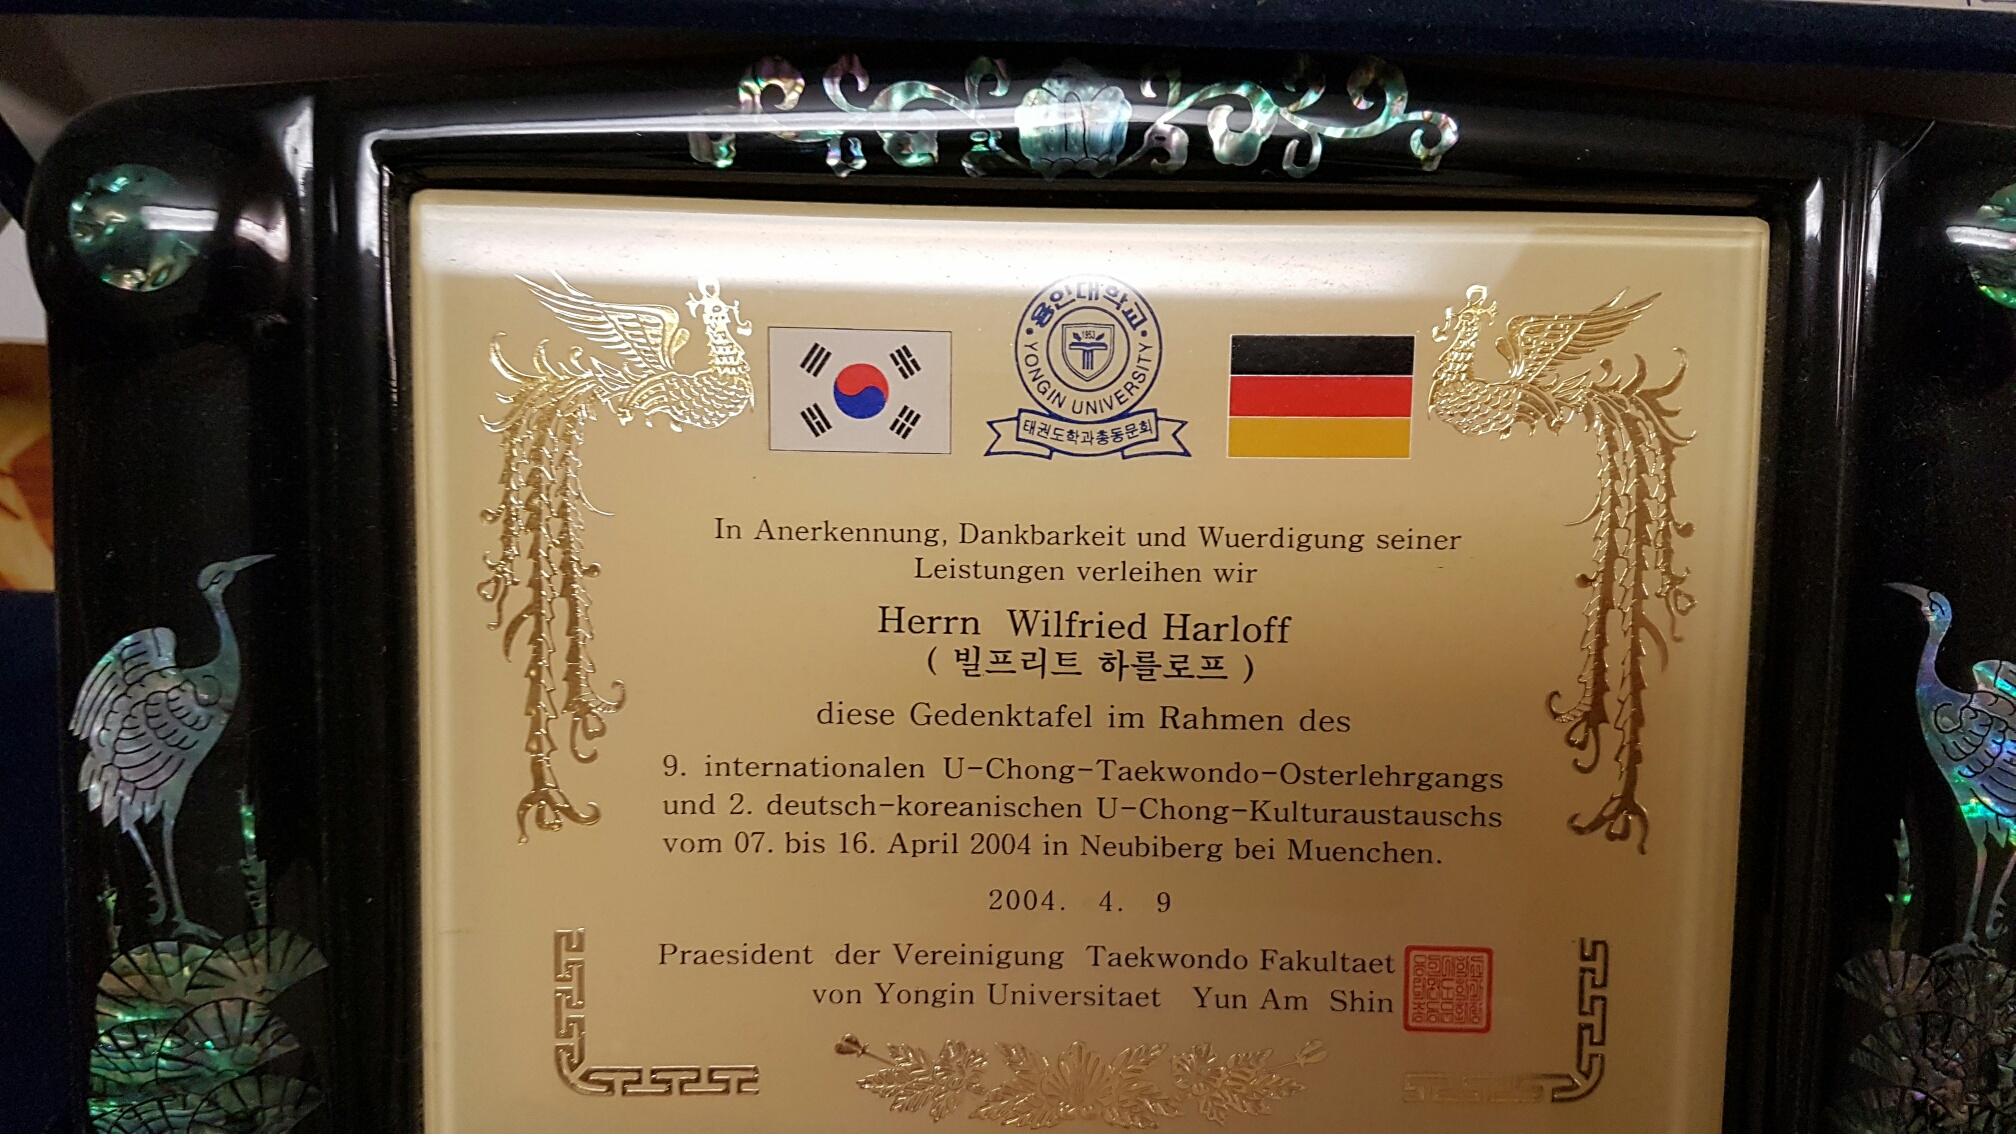 용인대학교
1953
YONGIN UNIVERSITY
태권도학과총동문회
In Anerkennung, Dankbarkeit und Wuerdigung seiner
Leistungen verleihen wir
Herrn Wilfried Harloff
( 빌프리트 하를로프 )
diese Gedenktafel im Rahmen des
9. internationalen U-Chong-Taekwondo-Osterlehrgangs
und 2. deutsch-koreanischen U-Chong-Kulturaustauschs
vom 07. bis 16. April 2004 in Neubiberg bei Muenchen.
2004. 4. 9
Praesident der Vereinigung Taekwondo Fakultaet
von Yongin Universitaet Yun Am Shin